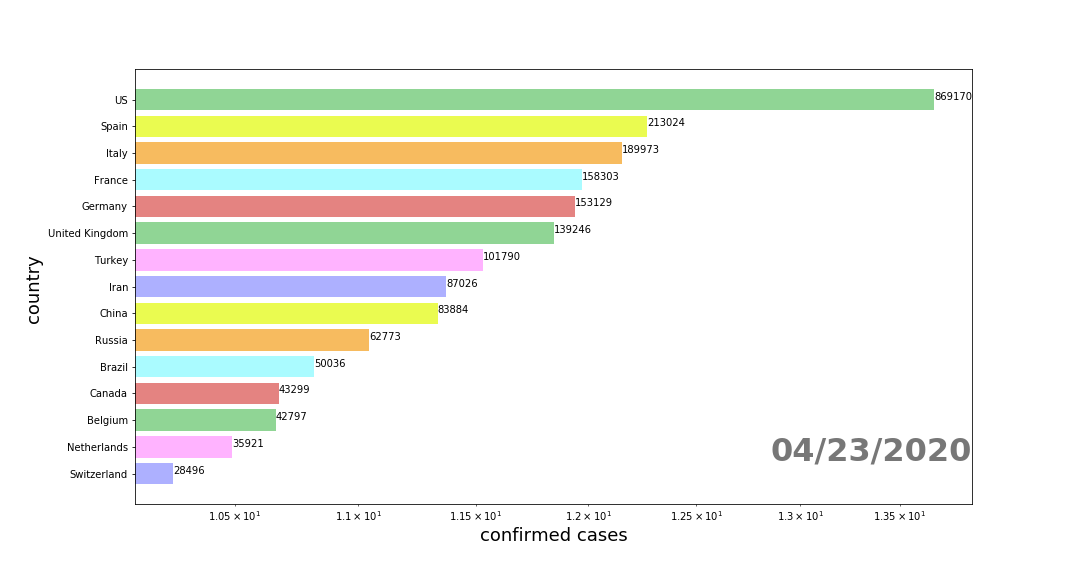 US 869170
Spain 213024
Italy 189973
France 158303
Germany 153129
United Kingdom 139246
Turkey 101790
Iran 87026
China 83884
Russia 62773
Brazil 50036
Canada 43299
Belgium 42797
Netherlands 35921
Switzerland 28496
country
04/23/2020
1.05 × 10¹ 1.1 × 10¹ 1.15 × 10¹ 1.2 × 10¹ 1.25 × 10¹ 1.3 × 10¹ 1.35 × 10¹
confirmed cases